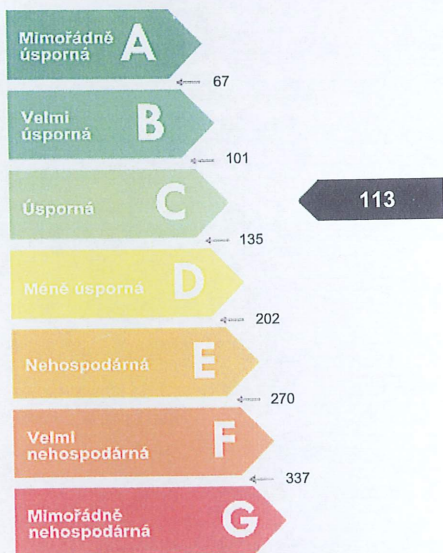 Mimořádně
úsporná
A
67
Velmi
úsporná
B
101
Úsporná
C
113
135
Méně úsporná
D
202
Nehospodárná
E
270
Velmi
nehospodárná
F
337
Mimořádně
nehospodárná
G